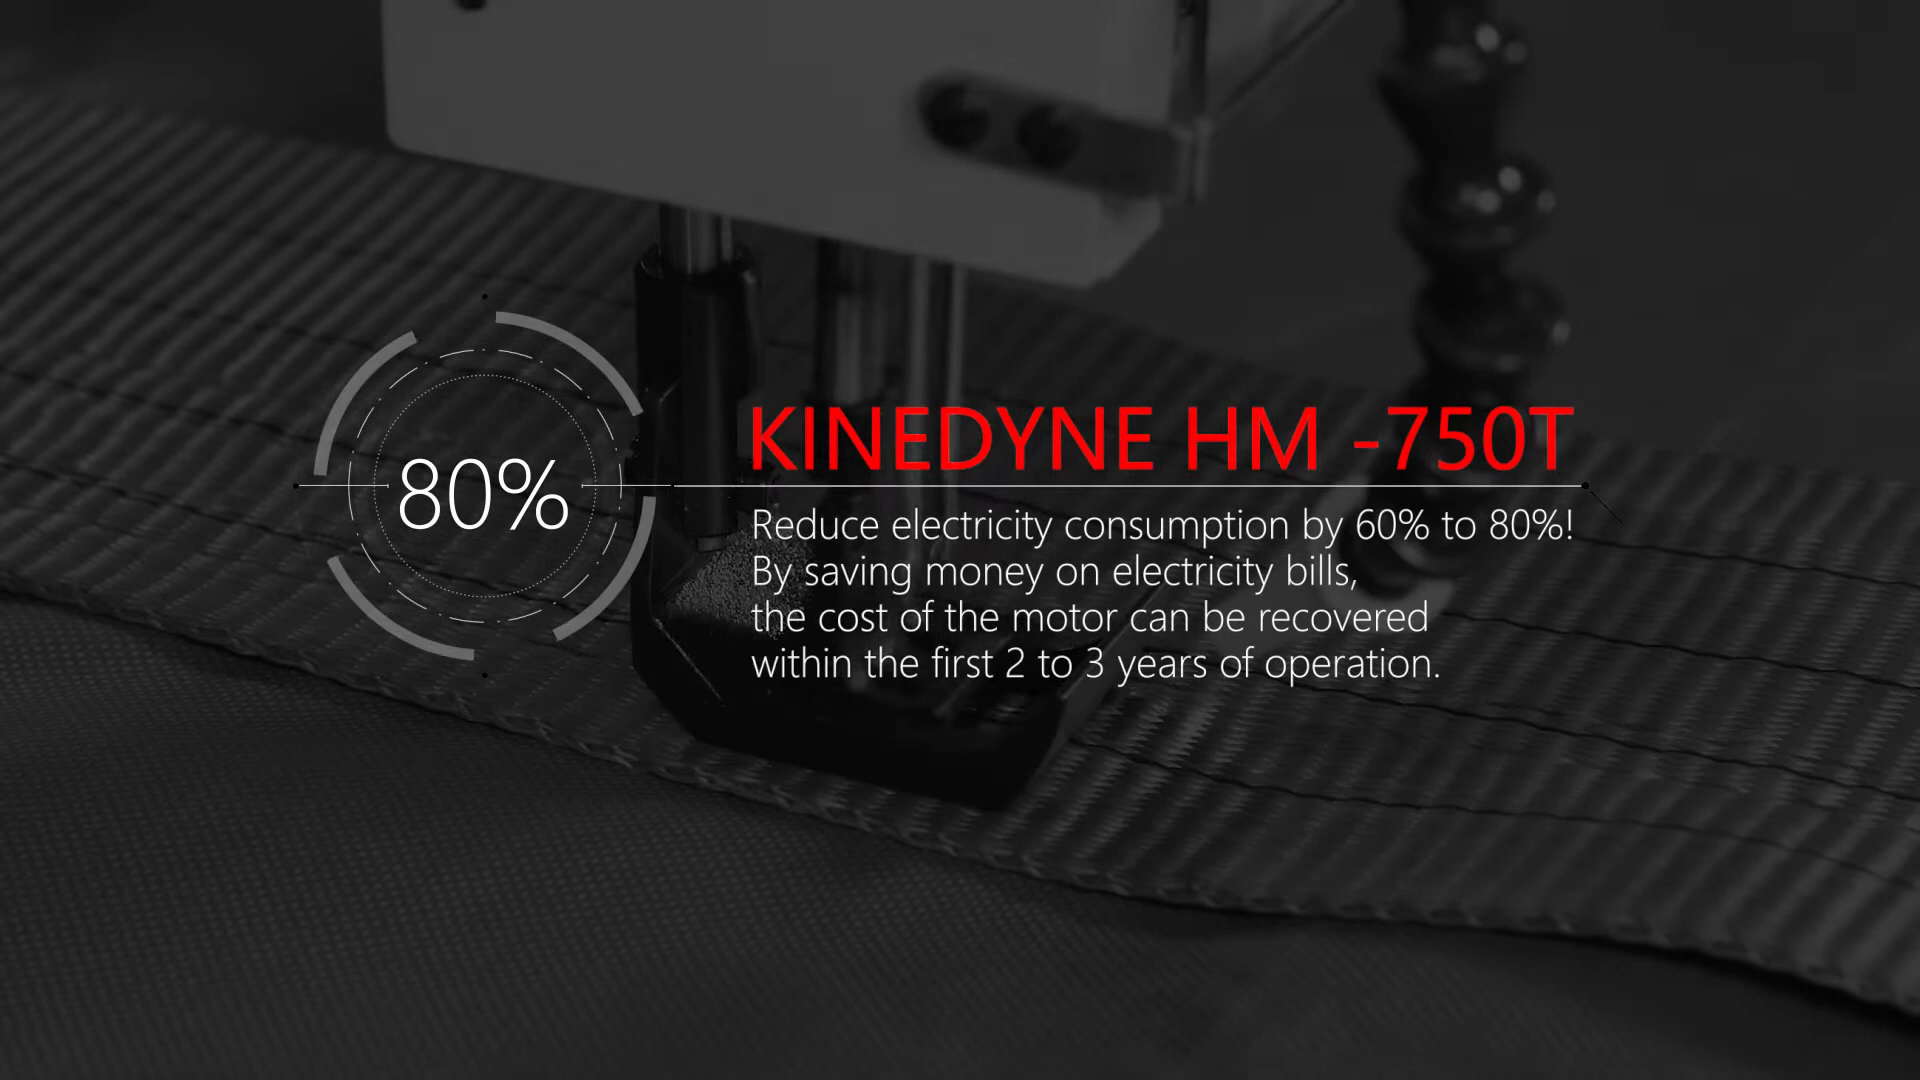 80%
KINEDYNE HM -750T
Reduce electricity consumption by 60% to 80%!
By saving money on electricity bills,
the cost of the motor can be recovered
within the first 2 to 3 years of operation.